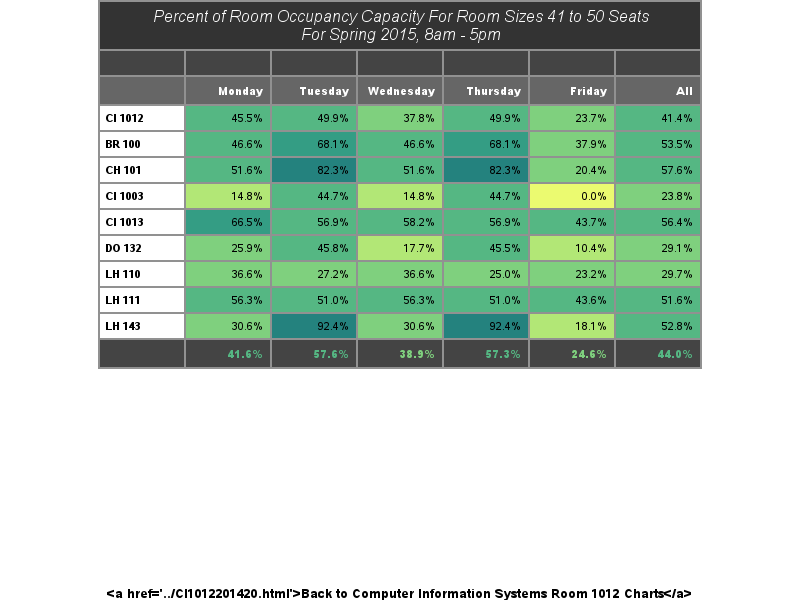 Percent of Room Occupancy Capacity For Room Sizes 41 to 50 Seats
For Spring 2015, 8am - 5pm
Monday Tuesday Wednesday Thursday Friday All
CI 1012 45.5% 49.9% 37.8% 49.9% 23.7% 41.4%
BR 100 46.6% 68.1% 46.6% 68.1% 37.9% 53.5%
CH 101 51.6% 82.3% 51.6% 82.3% 20.4% 57.6%
CI 1003 14.8% 44.7% 14.8% 44.7% 0.0% 23.8%
CI 1013 66.5% 56.9% 58.2% 56.9% 43.7% 56.4%
DO 132 25.9% 45.8% 17.7% 45.5% 10.4% 29.1%
LH 110 36.6% 27.2% 36.6% 25.0% 23.2% 29.7%
LH 111 56.3% 51.0% 56.3% 51.0% 43.6% 51.6%
LH 143 30.6% 92.4% 30.6% 92.4% 18.1% 52.8%
41.6% 57.6% 38.9% 57.3% 24.6% 44.0%
<a href='../CI1012201420.html'>Back to Computer Information Systems Room 1012 Charts</a>